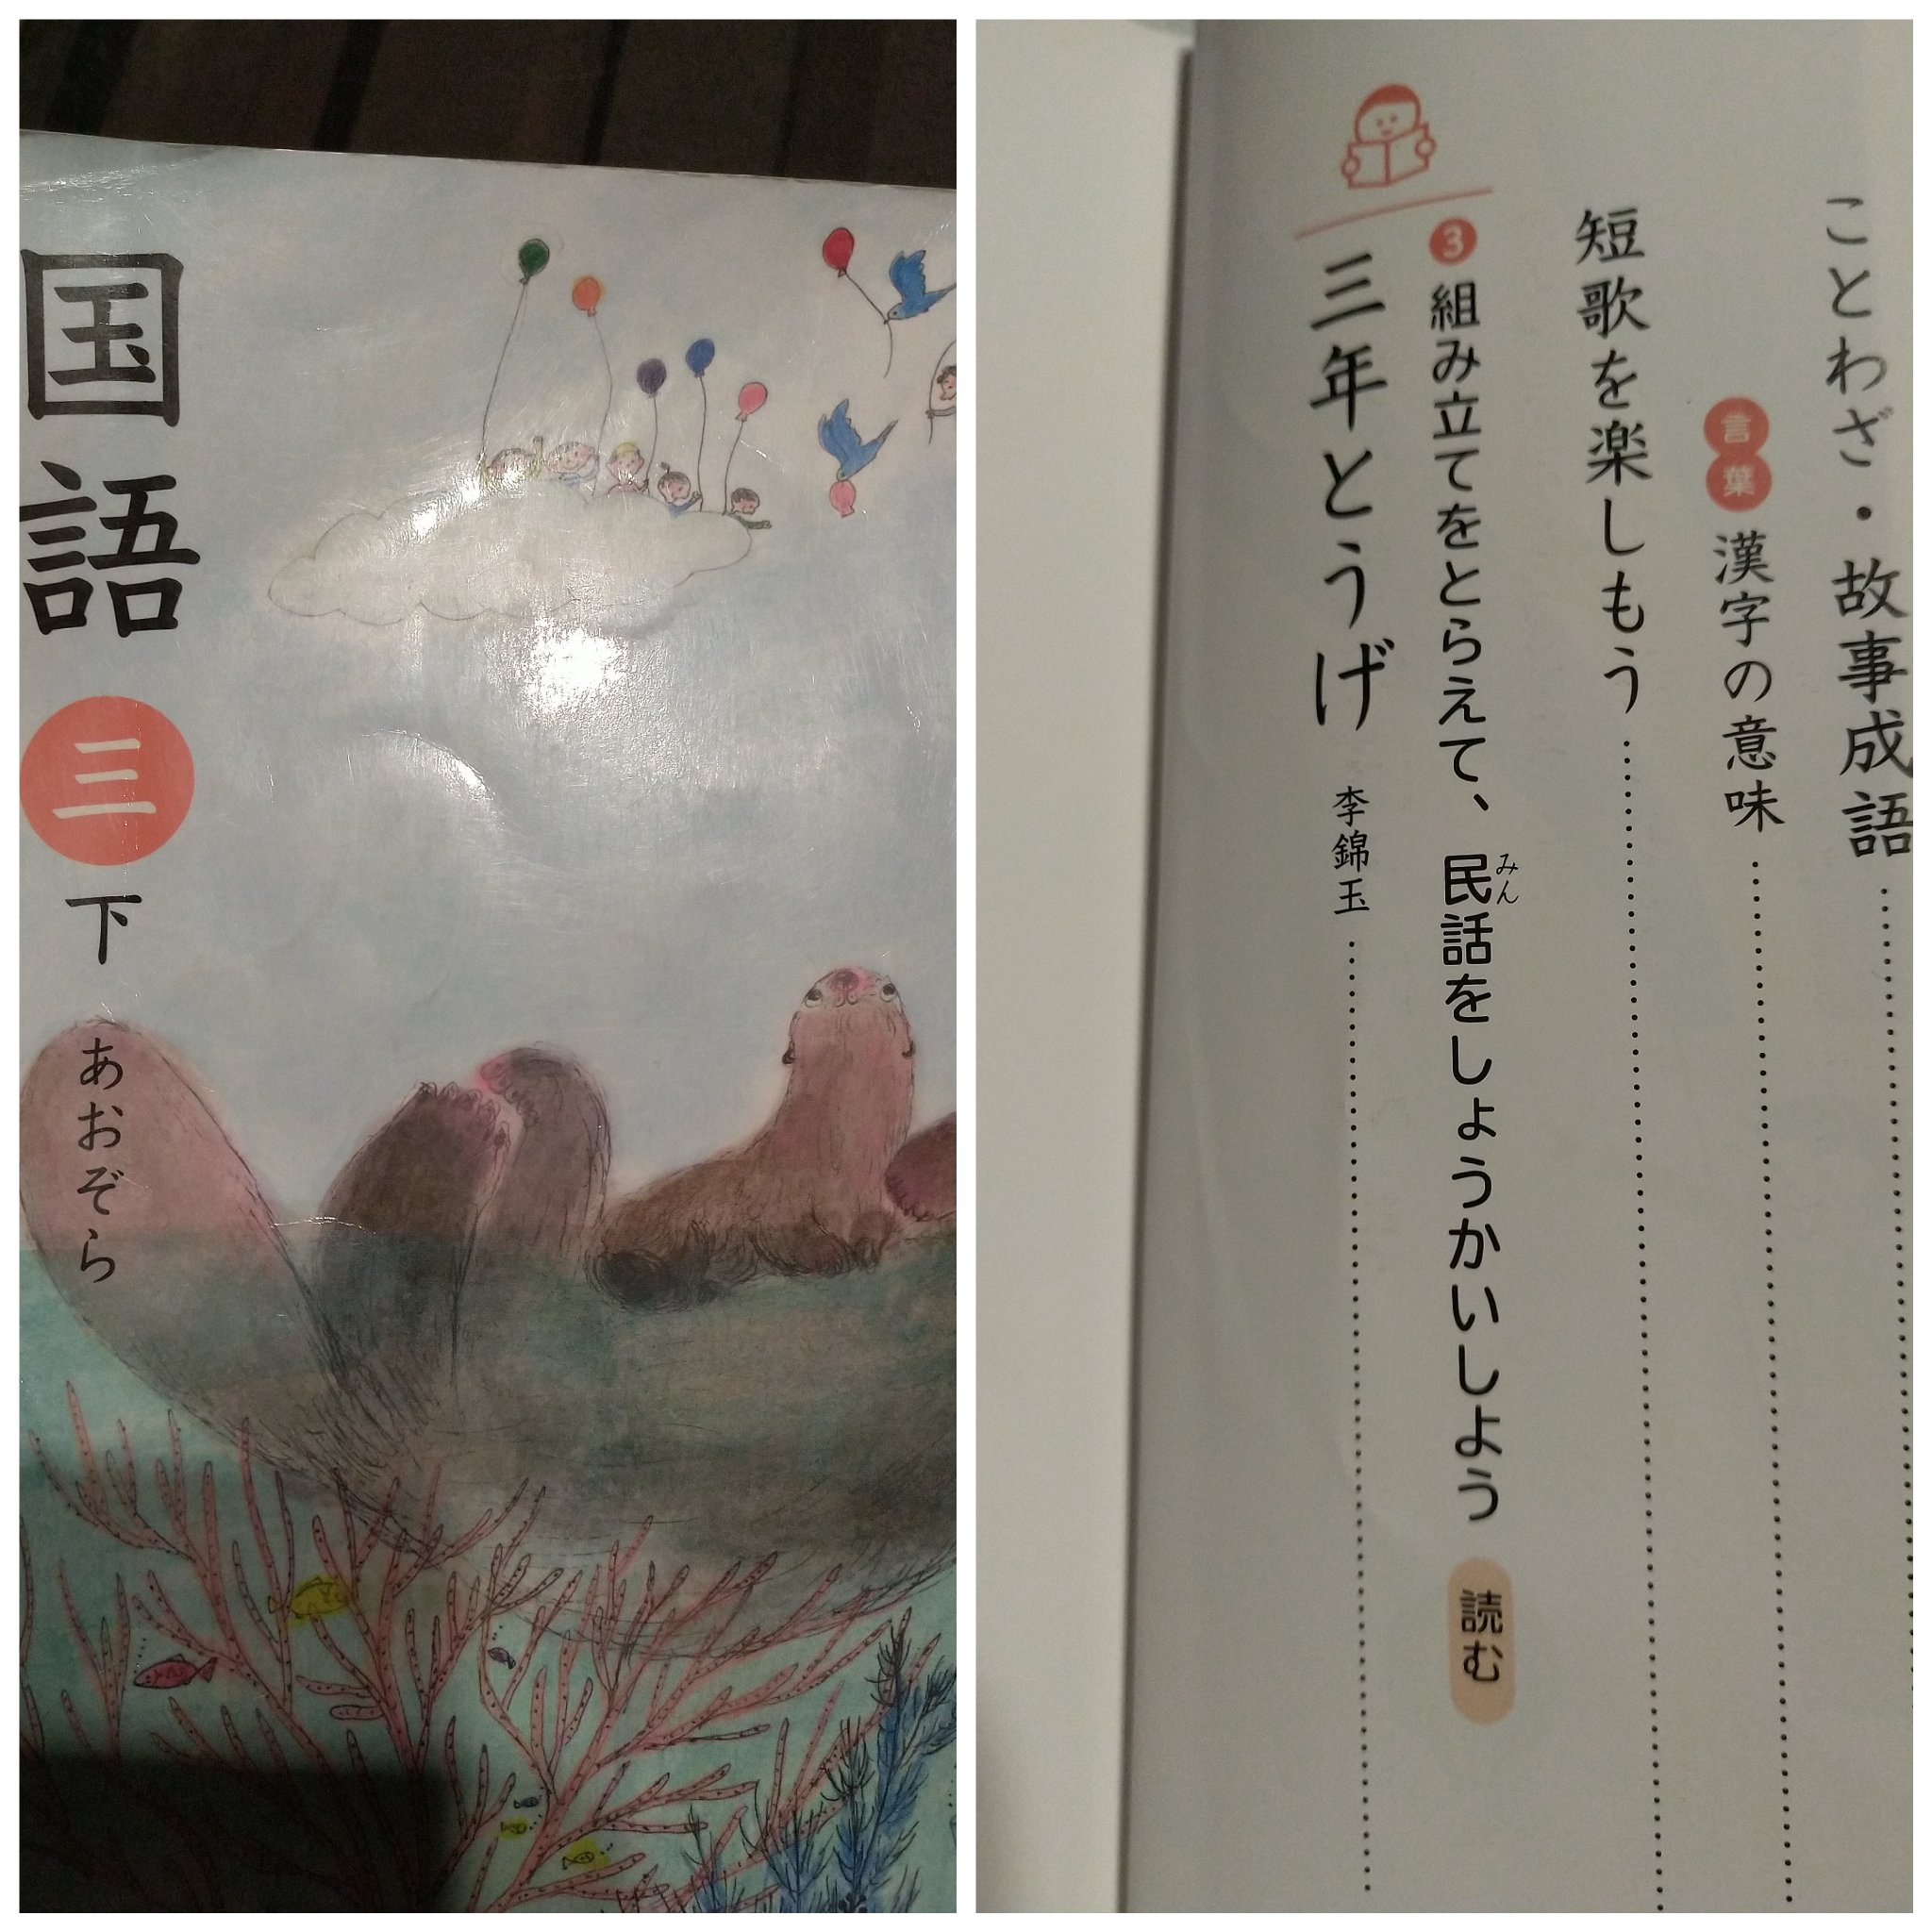 国語
三
下
あおぞら
ことわざ・故事成語
言葉 漢字の意味
短歌を楽しもう
3 組み立てをとらえて、民話をしょうかいしよう 読む
みん
三年とうげ 李錦玉